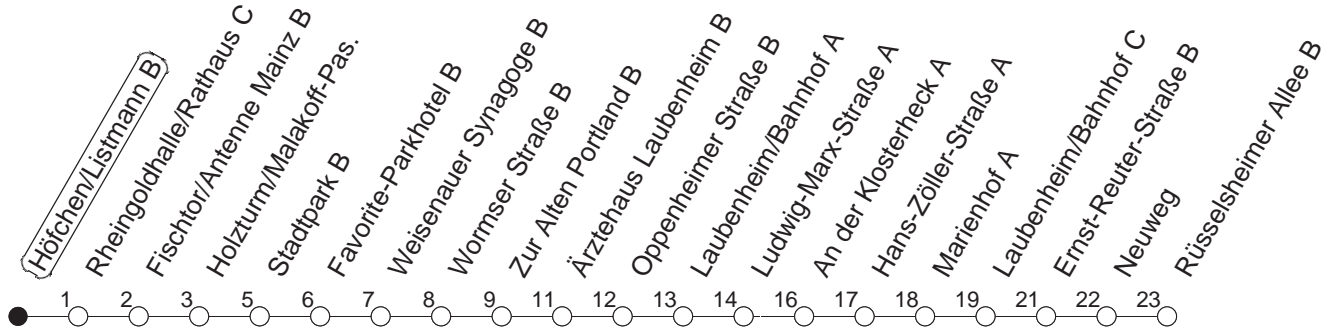 Höfchen/Listmann B
Rheingoldhalle/Rathaus C
Fischtor/Antenne Mainz B
Holzturm/Malakoff-Pas.
Stadtpark B
Favorite-Parkhotel B
Weisenauer Synagoge B
Wormser Straße B
Zur Alten Portland B
Ärztehaus Laubenheim B
Oppenheimer Straße B
Laubenheim/Bahnhof A
Ludwig-Marx-Straße A
An der Klosterheck A
Hans-Zöller-Straße A
Marienhof A
Laubenheim/Bahnhof C
Ernst-Reuter-Straße B
Neuweg
Rüsselsheimer Allee B
1 2 3 5 6 7 8 9 11 12 13 14 16 17 18 19 21 22 23